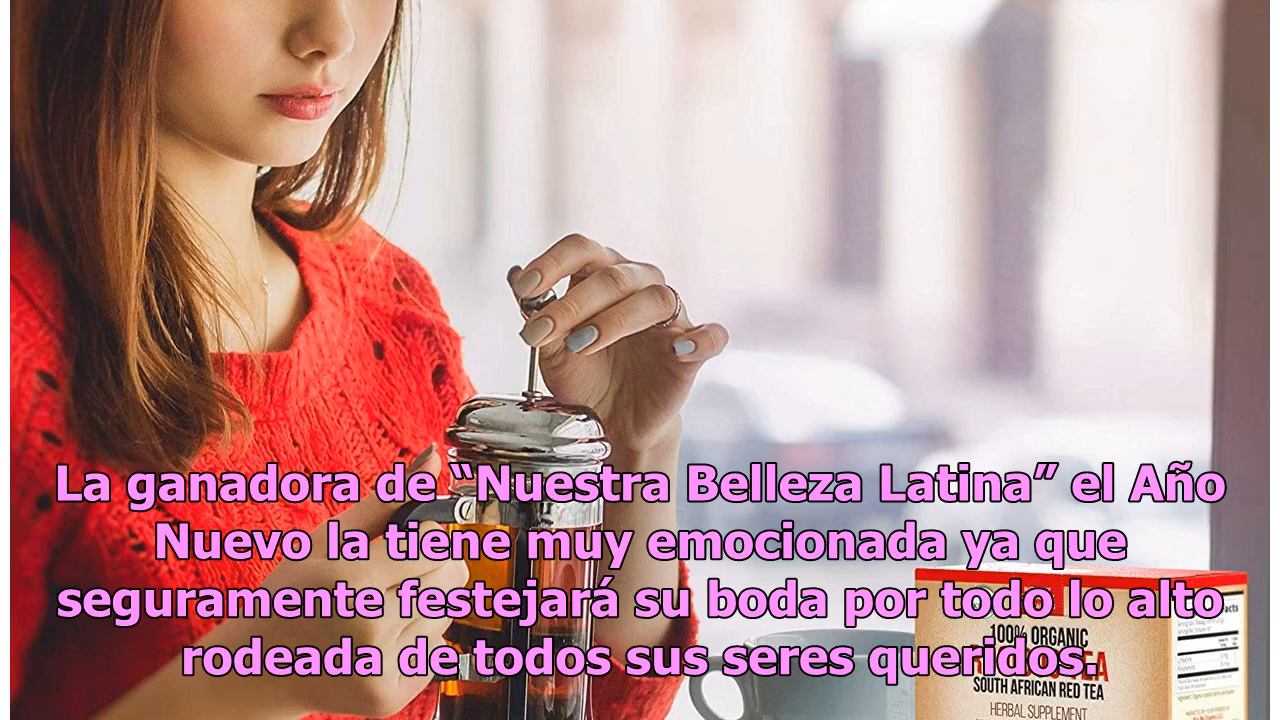 La ganadora de “Nuestra Belleza Latina” el Año
Nuevo la tiene muy emocionada ya que
seguramente festejará su boda por todo lo alto
rodeada de todos sus seres queridos.
100% ORGANIC
TEA
SOUTH AFRICAN RED TEA
HERBAL SUPPLEMENT